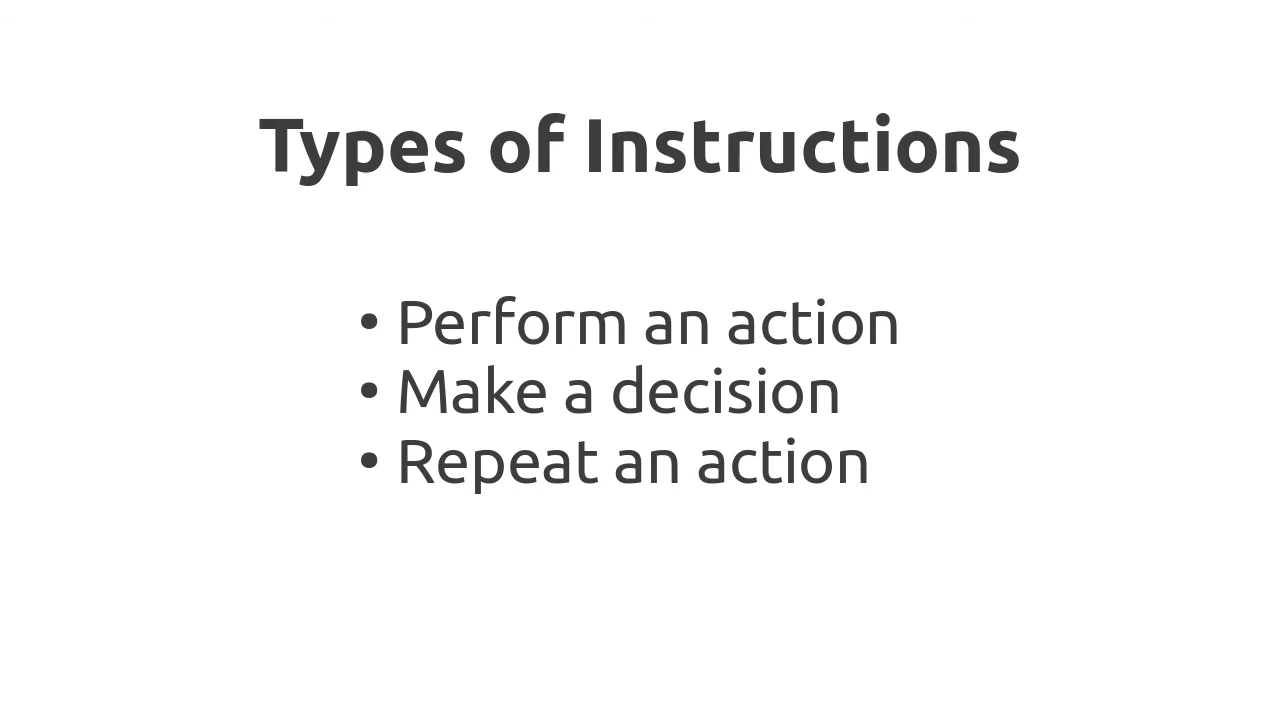 Types of Instructions
• Perform an action
• Make a decision
• Repeat an action